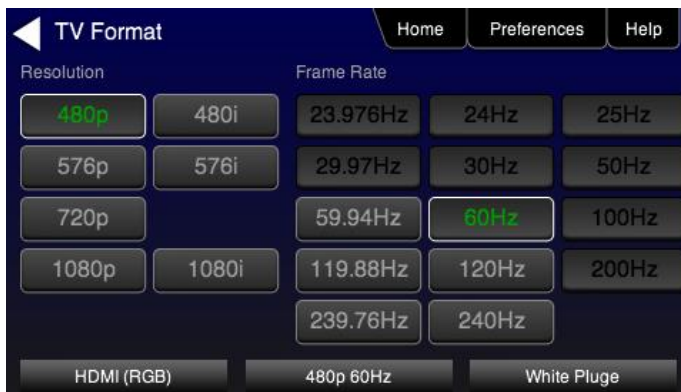 TV Format
Home
Preferences
Help
Resolution
Frame Rate
480p
480i
23.976Hz
24Hz
25Hz
576p
576i
29.97Hz
30Hz
50Hz
720p
59.94Hz
60Hz
100Hz
1080p
1080i
119.88Hz
120Hz
200Hz
239.76Hz
240Hz
HDMI (RGB)
480p 60Hz
White Pluge